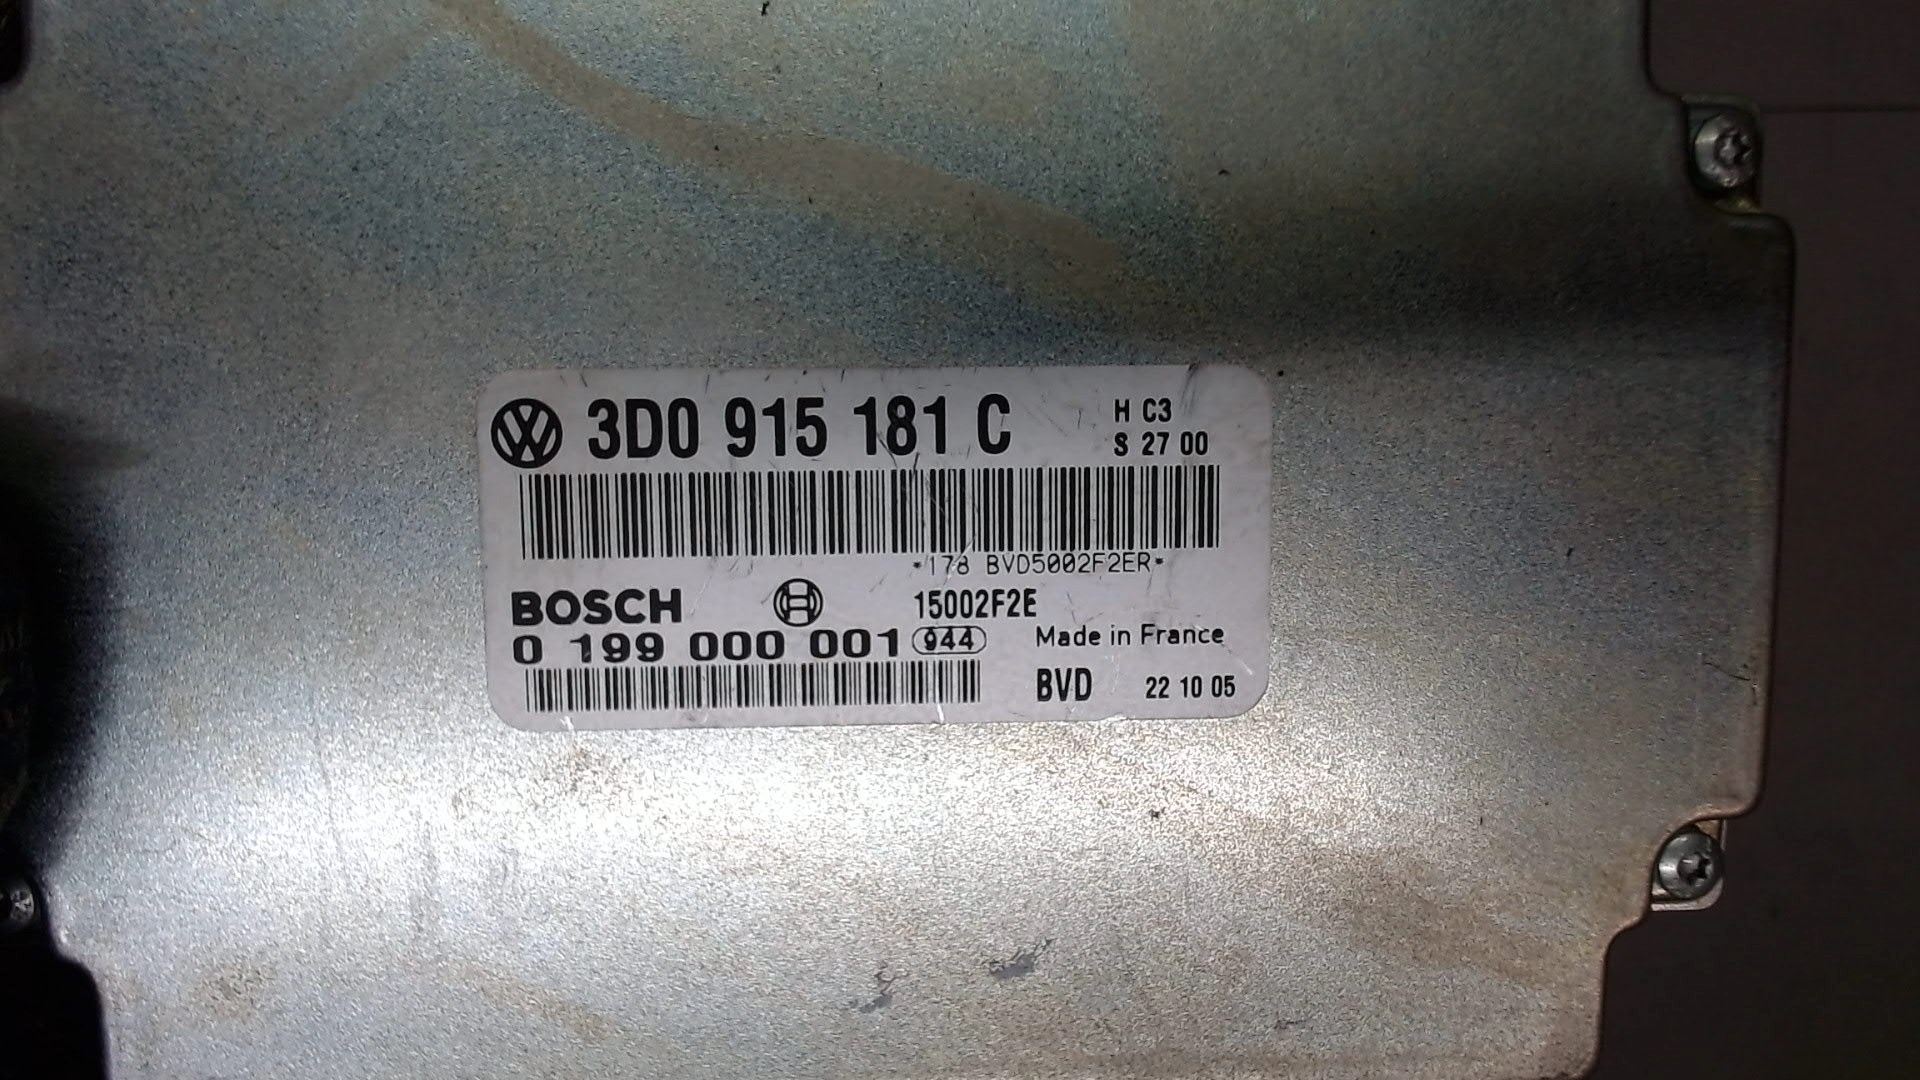 3D0 915 181 C
H C3
S 27 00
*178 BVD5002F2ER*
BOSCH
15002F2E
0 199 000 001 944
Made in France
BVD 22 10 05